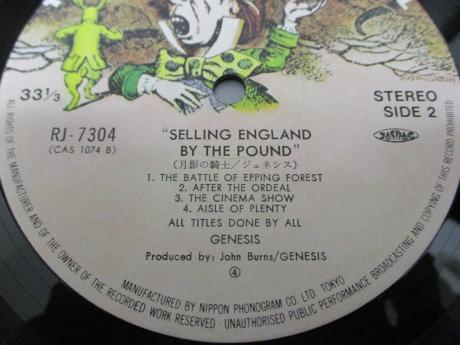 33 1/3
STEREO
SIDE 2
RJ-7304
(CAS 1074 B)
JASRAC
"SELLING ENGLAND
BY THE POUND"
(月影の騎士/ジェネシス)
1. THE BATTLE OF EPPING FOREST
2. AFTER THE ORDEAL
3. THE CINEMA SHOW
4. AISLE OF PLENTY
ALL TITLES DONE BY ALL
GENESIS
Produced by: John Burns/GENESIS
④
ALL RIGHTS OF THE MANUFACTURER AND OF THE OWNER OF THE RECORDED WORK RESERVED · UNAUTHORISED PUBLIC PERFORMANCE BROADCASTING AND COPYING OF THIS RECORD PROHIBITED
MANUFACTURED BY NIPPON PHONOGRAM CO. LTD. TOKYO